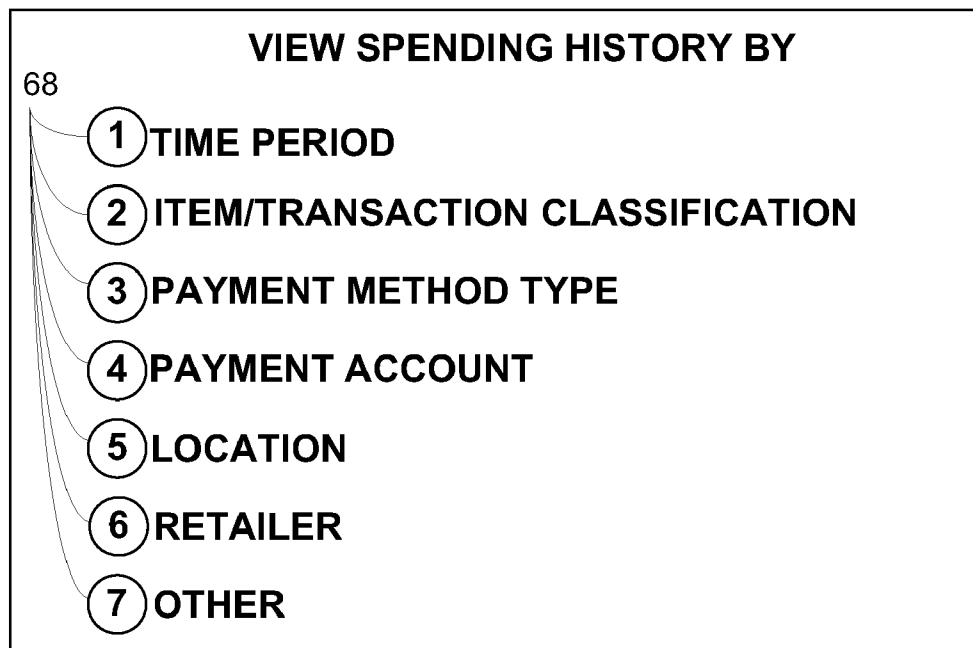 VIEW SPENDING HISTORY BY
68
1 TIME PERIOD
2 ITEM/TRANSACTION CLASSIFICATION
3 PAYMENT METHOD TYPE
4 PAYMENT ACCOUNT
5 LOCATION
6 RETAILER
7 OTHER